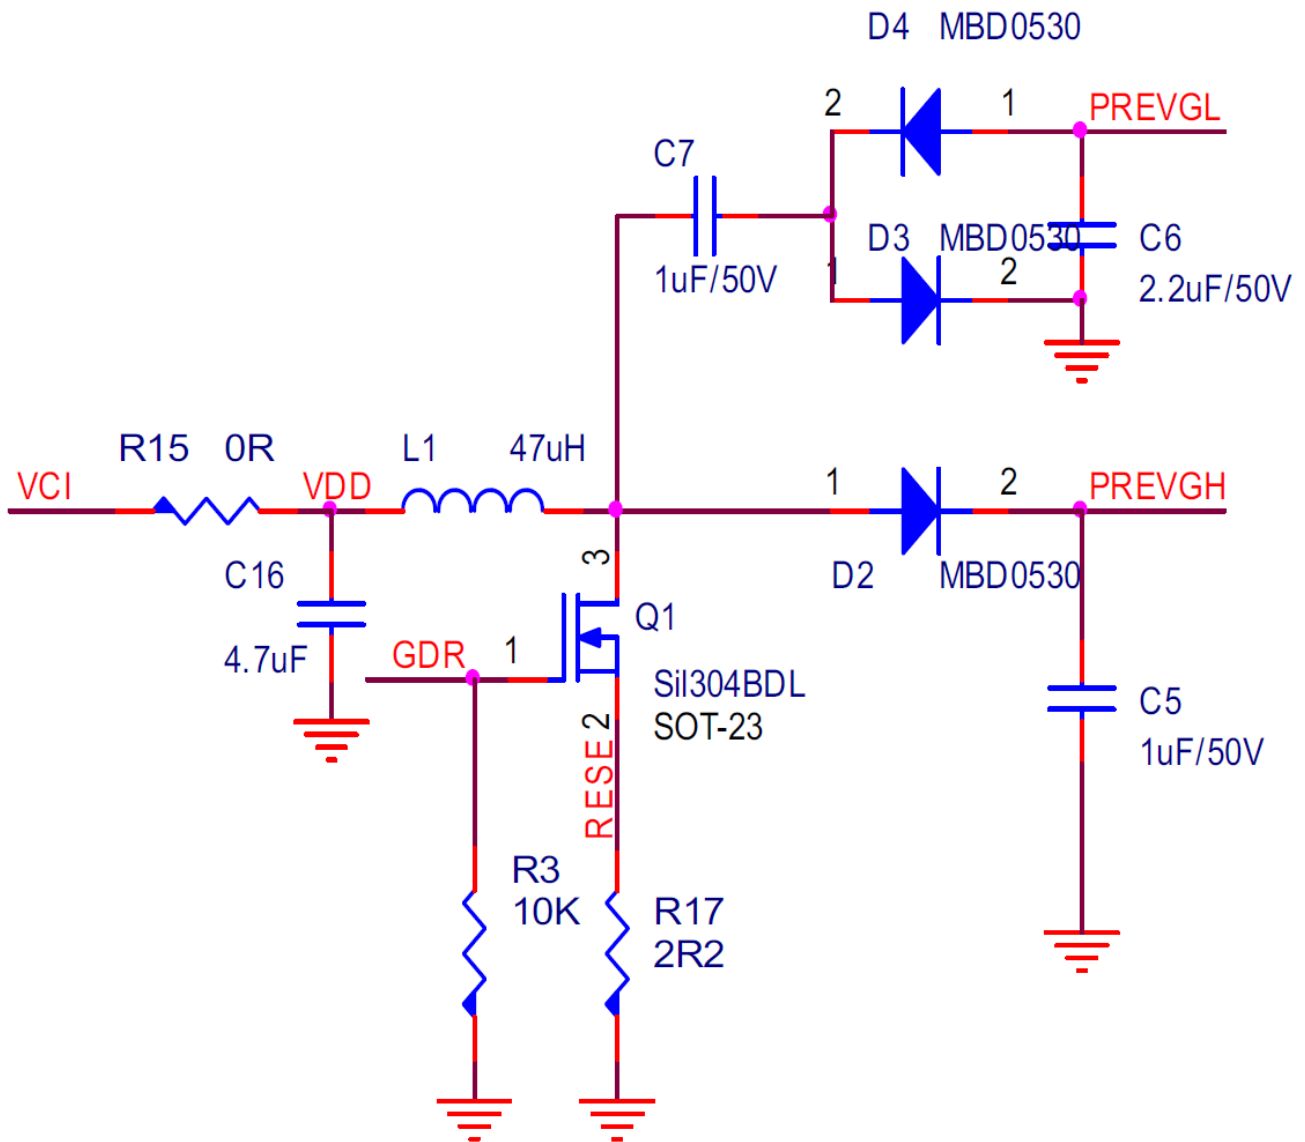 D4 MBD0530
2 1 PREVGL
C7
1uF/50V
D3 MBD0530
1 2
C6
2.2uF/50V
R15 0R
L1 47uH
VCI
VDD
1 2 PREVGH
D2 MBD0530
3
C16
4.7uF
GDR 1
Q1
SiI304BDL
SOT-23
2
RESE
C5
1uF/50V
R3
10K
R17
2R2